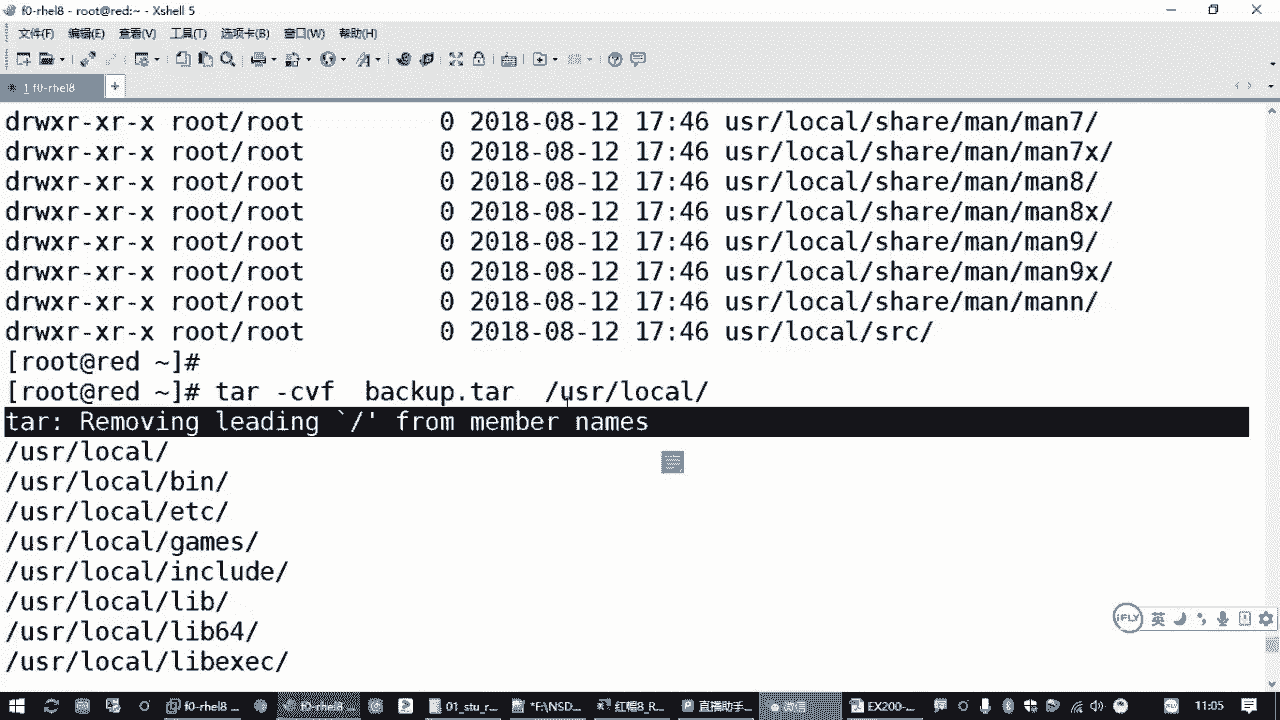 f0-rhel8 - root@red:~ - Xshell 5
文件(F) 编辑(E) 查看(V) 工具(T) 选项卡(B) 窗口(W) 帮助(H)
1 f0-rhel8
drwxr-xr-x root/root 0 2018-08-12 17:46 usr/local/share/man/man7/
drwxr-xr-x root/root 0 2018-08-12 17:46 usr/local/share/man/man7x/
drwxr-xr-x root/root 0 2018-08-12 17:46 usr/local/share/man/man8/
drwxr-xr-x root/root 0 2018-08-12 17:46 usr/local/share/man/man8x/
drwxr-xr-x root/root 0 2018-08-12 17:46 usr/local/share/man/man9/
drwxr-xr-x root/root 0 2018-08-12 17:46 usr/local/share/man/man9x/
drwxr-xr-x root/root 0 2018-08-12 17:46 usr/local/share/man/mann/
drwxr-xr-x root/root 0 2018-08-12 17:46 usr/local/src/
[root@red ~]#
[root@red ~]# tar -cvf  backup.tar  /usr/local/
tar: Removing leading `/' from member names
/usr/local/
/usr/local/bin/
/usr/local/etc/
/usr/local/games/
/usr/local/include/
/usr/local/lib/
/usr/local/lib64/
/usr/local/libexec/
iFLY 英
f0-rhel8 ... f0-rhel8... 01_stu_r... *F:\NSD... 红帽8_R... 直播助手... 微信 EX200-... 11:05